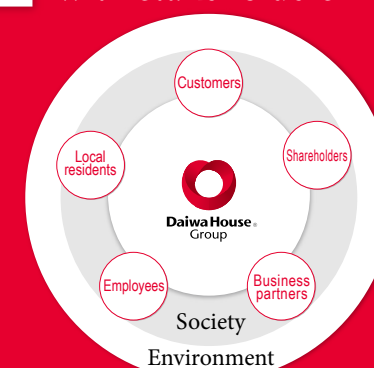 Customers
Local
residents
Shareholders
Daiwa House®
Group
Employees
Business
partners
Society
Environment